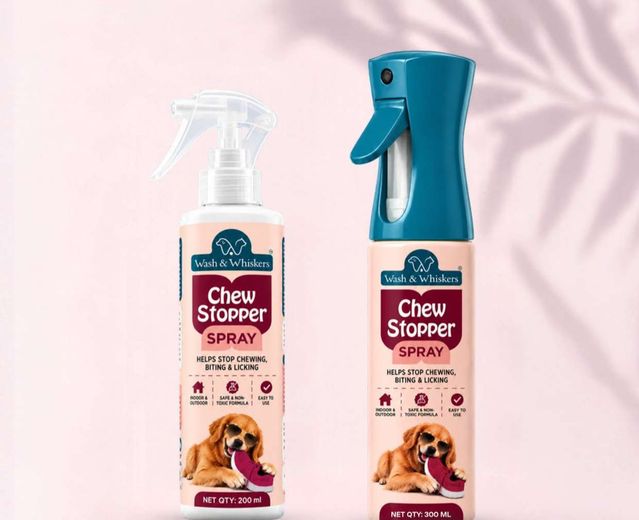 Wash & Whiskers
Chew
Stopper
SPRAY
HELPS STOP CHEWING,
BITING & LICKING
INDOOR &
OUTDOOR
SAFE & NON-
TOXIC FORMULA
EASY TO
USE
NET QTY: 200 ml
Wash & Whiskers
Chew
Stopper
SPRAY
HELPS STOP CHEWING,
BITING & LICKING
INDOOR &
OUTDOOR
SAFE & NON-
TOXIC FORMULA
EASY TO
USE
NET QTY: 300 ML